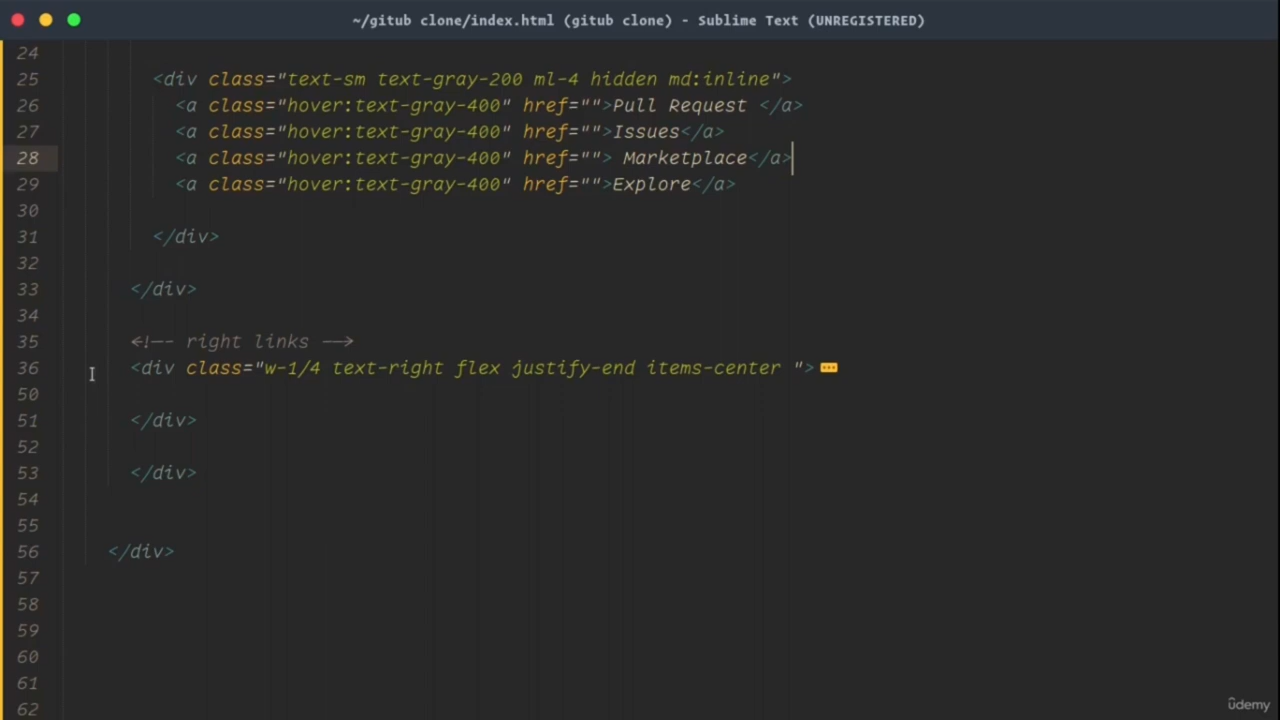 ~/gitub clone/index.html (gitub clone) - Sublime Text (UNREGISTERED)
24
25 <div class="text-sm text-gray-200 ml-4 hidden md:inline">
26 <a class="hover:text-gray-400" href="">Pull Request </a>
27 <a class="hover:text-gray-400" href="">Issues</a>
28 <a class="hover:text-gray-400" href=""> Marketplace</a>
29 <a class="hover:text-gray-400" href="">Explore</a>
30
31 </div>
32
33 </div>
34
35 <!-- right links -->
36 <div class="w-1/4 text-right flex justify-end items-center ">
50
51 </div>
52
53 </div>
54
55
56 </div>
57
58
59
60
61
62
ûdemy